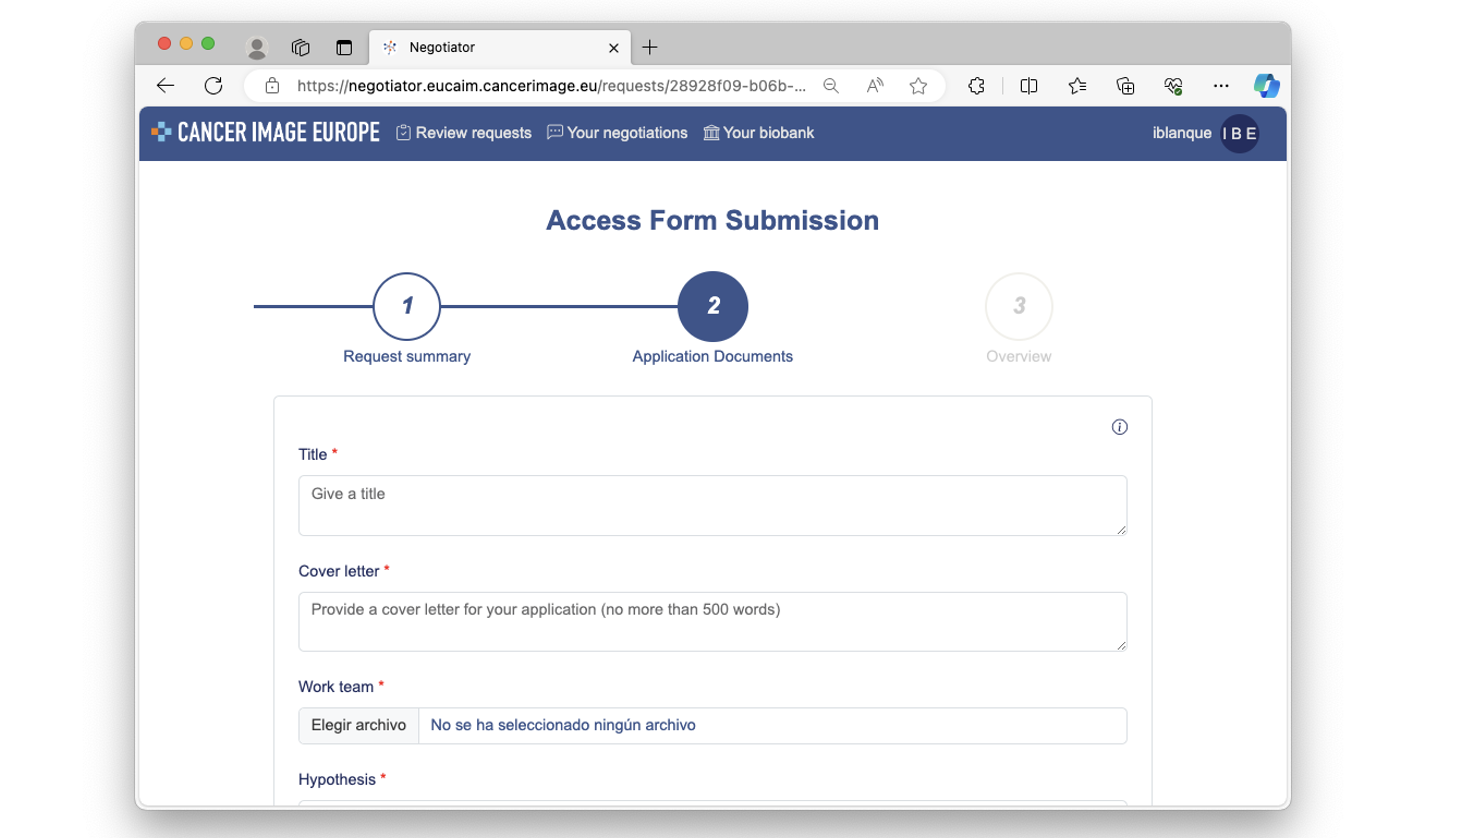 Negotiator
https://negotiator.eucaim.cancerimage.eu/requests/28928f09-b06b-...
CANCER IMAGE EUROPE Review requests Your negotiations Your biobank iblanque I B E
Access Form Submission
1 2 3
Request summary Application Documents Overview
Title *
Give a title
Cover letter *
Provide a cover letter for your application (no more than 500 words)
Work team *
Elegir archivo No se ha seleccionado ningún archivo
Hypothesis *